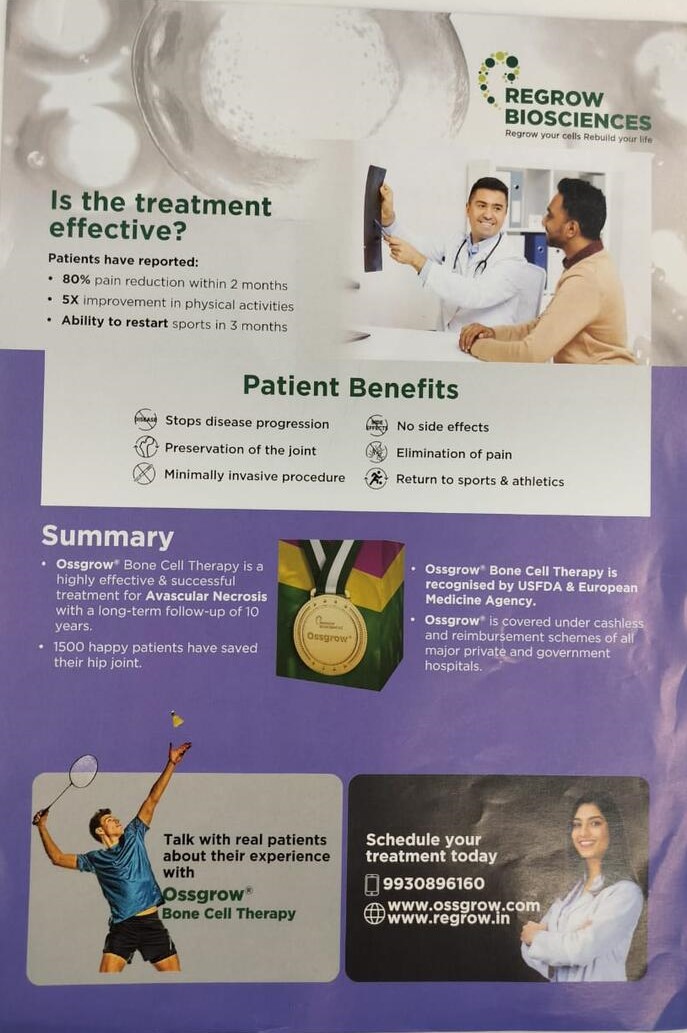 REGROW
BIOSCIENCES
Regrow your cells Rebuild your life
Is the treatment
effective?
Patients have reported:
• 80% pain reduction within 2 months
• 5X improvement in physical activities
• Ability to restart sports in 3 months
Patient Benefits
DISEASE Stops disease progression
Preservation of the joint
Minimally invasive procedure
SIDE EFFECTS No side effects
Elimination of pain
Return to sports & athletics
Summary
• Ossgrow® Bone Cell Therapy is a
highly effective & successful
treatment for Avascular Necrosis
with a long-term follow-up of 10
years.
• 1500 happy patients have saved
their hip joint.
REGROW
BIOSCIENCES
Ossgrow®
• Ossgrow® Bone Cell Therapy is
recognised by USFDA & European
Medicine Agency.
• Ossgrow® is covered under cashless
and reimbursement schemes of all
major private and government
hospitals.
Talk with real patients
about their experience
with
Ossgrow®
Bone Cell Therapy
Schedule your
treatment today
9930896160
www.ossgrow.com
www.regrow.in